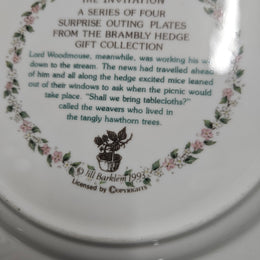 THE INVITATION
A SERIES OF FOUR
SURPRISE OUTING PLATES
FROM THE BRAMBLY HEDGE
GIFT COLLECTION
Lord Woodmouse, meanwhile, was working his way
down to the stream. The news had travelled ahead
of him and all along the hedge excited mice leaned
out of their windows to ask when the picnic would
take place. "Shall we bring tablecloths?"
called the weavers who lived in
the tangly hawthorn trees.
© Jill Barklem 1993
Licensed by COPYRIGHTS